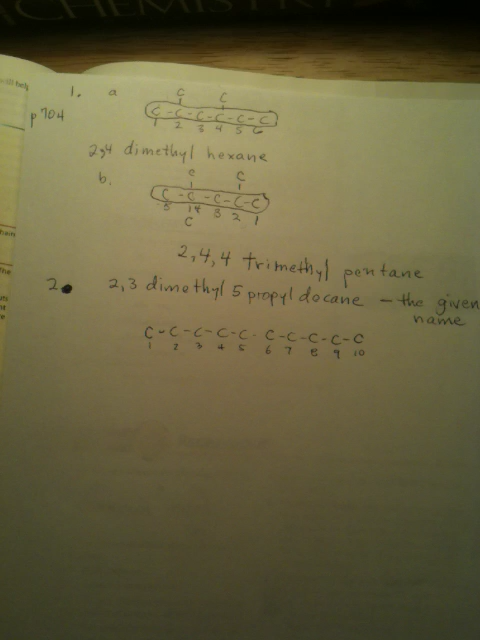 CHEMISTRY
1. a
p 704
C C
C - C - C - C - C - C
1 2 3 4 5 6
2,4 dimethyl hexane
b.
C C
C - C - C - C - C
5 4 3 2 1
C
2,4,4 trimethyl pentane
2. 2,3 dimethyl 5 propyl docane - the given
name
C - C - C - C - C - C - C - C - C - C
1 2 3 4 5 6 7 8 9 10